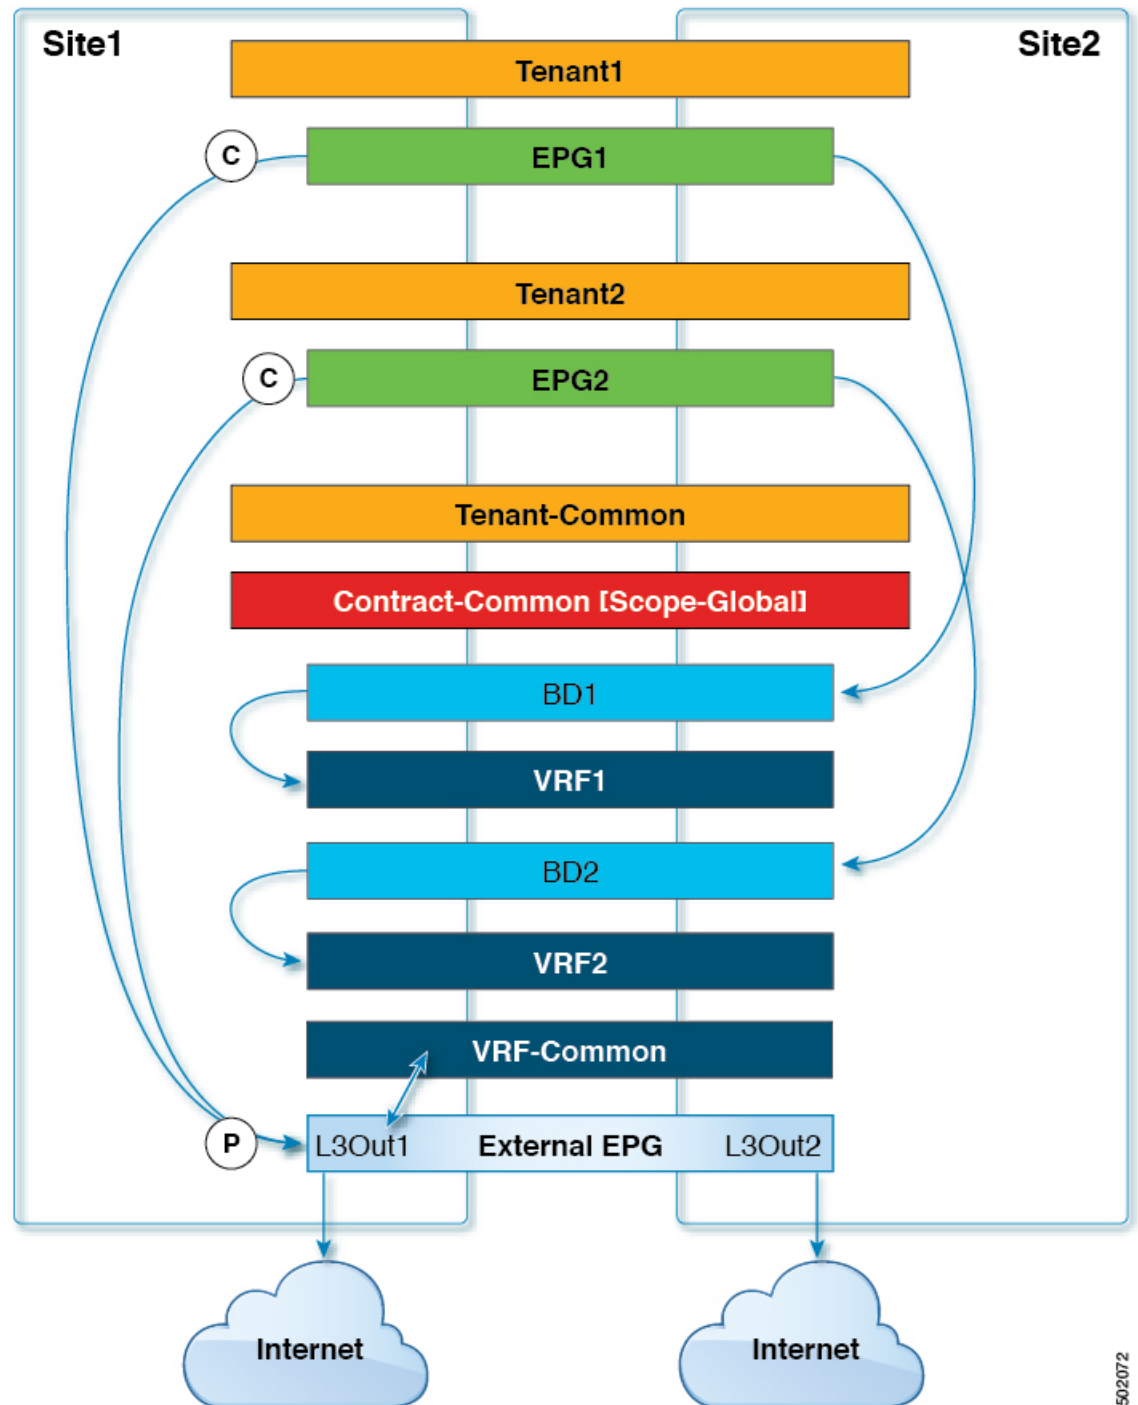 Site1
Site2
Tenant1
C
EPG1
Tenant2
C
EPG2
Tenant-Common
Contract-Common [Scope-Global]
BD1
VRF1
BD2
VRF2
VRF-Common
P
L3Out1
External EPG
L3Out2
Internet
Internet
502072